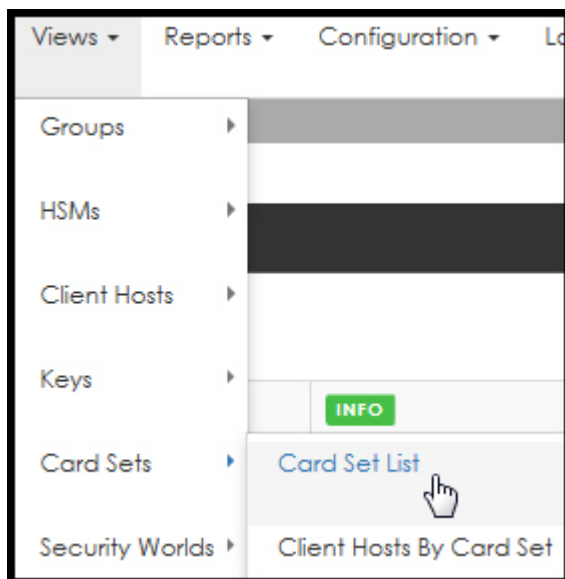 Views Reports Configuration
Groups
HSMs
Client Hosts
Keys
INFO
Card Sets Card Set List
Security Worlds Client Hosts By Card Set